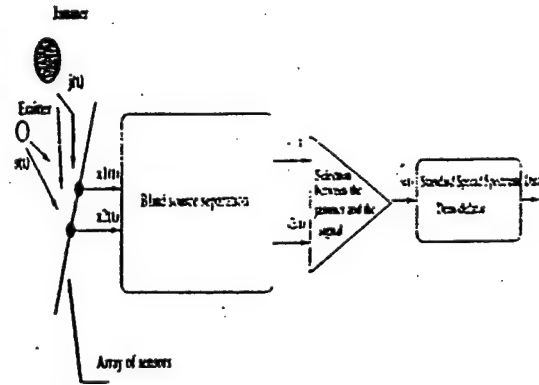 Jammer
j(t)
Emitter
s(t)
x1(t)
x2(t)
Blind source separation
Selection
between the
jammer and the
signal
Standard Spread Spectrum
Demodulator
Array of sensors